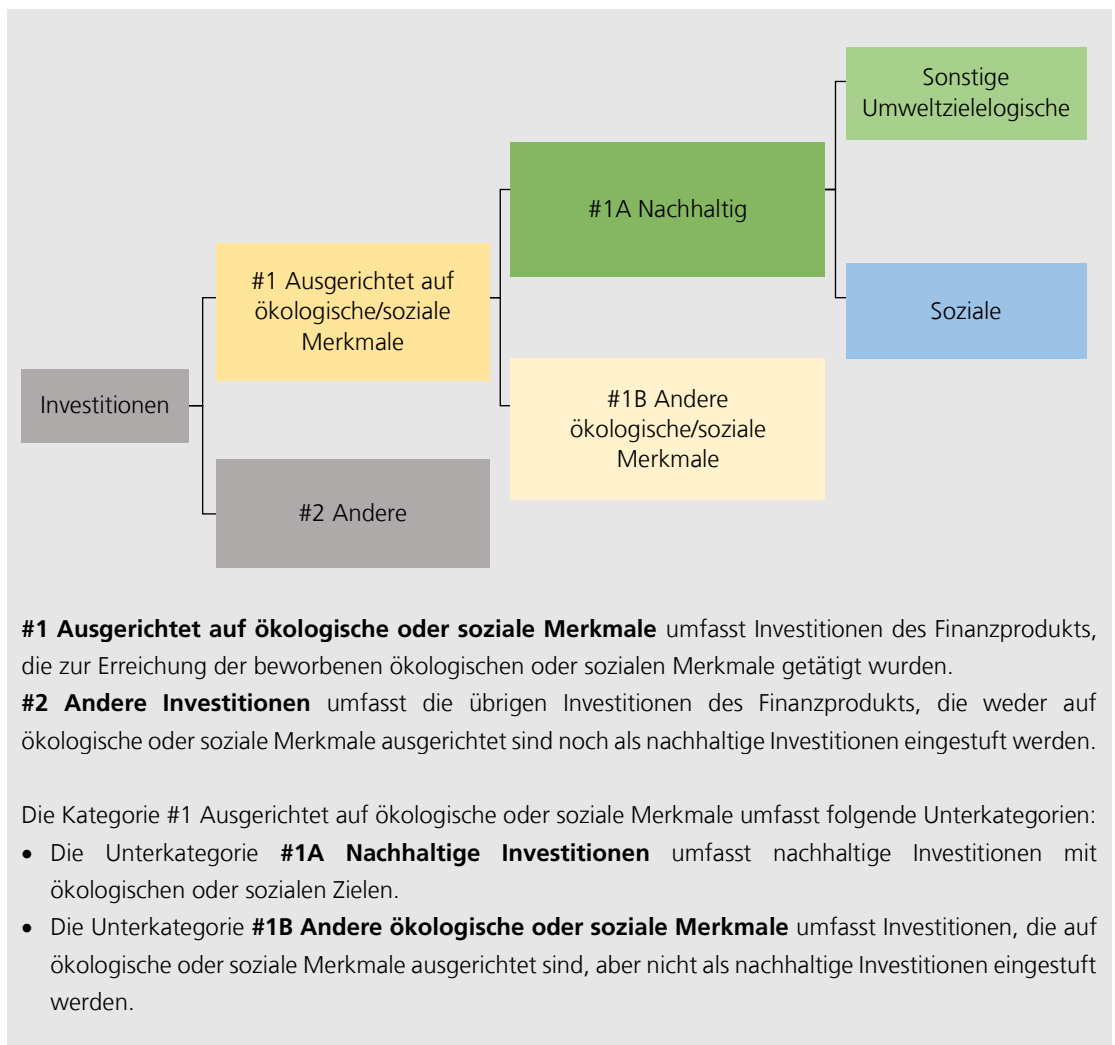 Sonstige
Umweltzielelogische
#1A Nachhaltig
#1 Ausgerichtet auf
ökologische/soziale
Merkmale
Soziale
Investitionen
#1B Andere
ökologische/soziale
Merkmale
#2 Andere
#1 Ausgerichtet auf ökologische oder soziale Merkmale umfasst Investitionen des Finanzprodukts,
die zur Erreichung der beworbenen ökologischen oder sozialen Merkmale getätigt wurden.
#2 Andere Investitionen umfasst die übrigen Investitionen des Finanzprodukts, die weder auf
ökologische oder soziale Merkmale ausgerichtet sind noch als nachhaltige Investitionen eingestuft werden.
Die Kategorie #1 Ausgerichtet auf ökologische oder soziale Merkmale umfasst folgende Unterkategorien:
• Die Unterkategorie #1A Nachhaltige Investitionen umfasst nachhaltige Investitionen mit
ökologischen oder sozialen Zielen.
• Die Unterkategorie #1B Andere ökologische oder soziale Merkmale umfasst Investitionen, die auf
ökologische oder soziale Merkmale ausgerichtet sind, aber nicht als nachhaltige Investitionen eingestuft
werden.